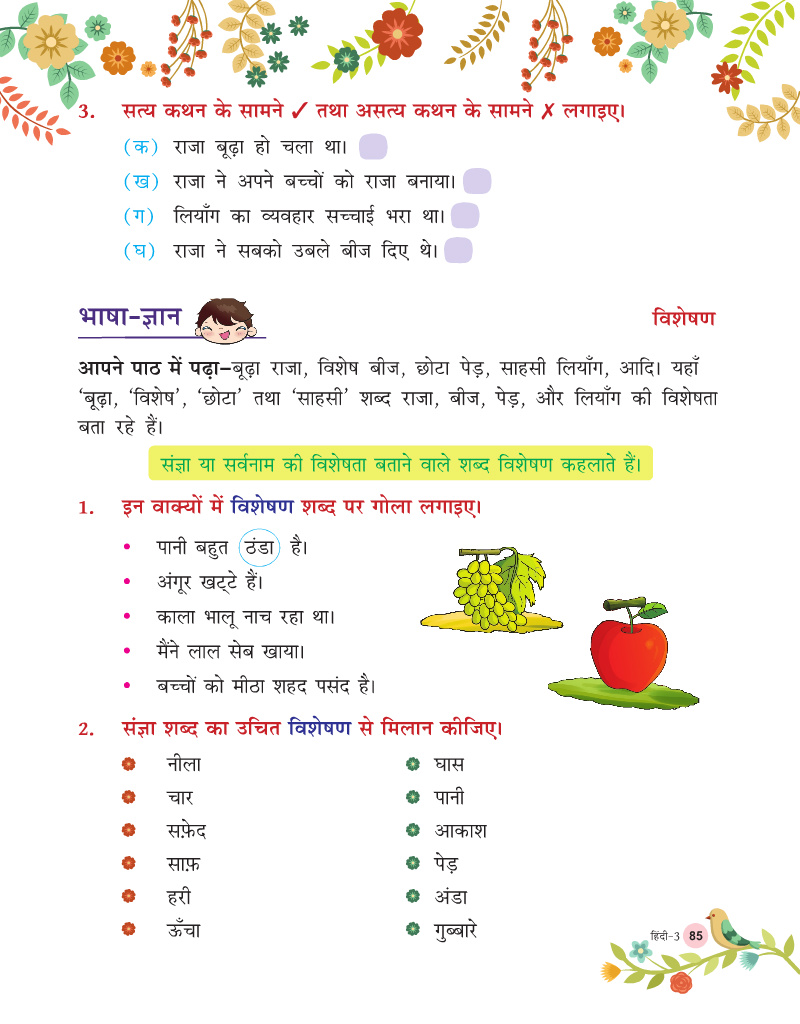 3. सत्य कथन के सामने ✓ तथा असत्य कथन के सामने ✗ लगाइए।
(क) राजा बूढ़ा हो चला था।
(ख) राजा ने अपने बच्चों को राजा बनाया।
(ग) लियाँग का व्यवहार सच्चाई भरा था।
(घ) राजा ने सबको उबले बीज दिए थे।
भाषा-ज्ञान विशेषण
आपने पाठ में पढ़ा–बूढ़ा राजा, विशेष बीज, छोटा पेड़, साहसी लियाँग, आदि। यहाँ
‘बूढ़ा, ‘विशेष’, ‘छोटा’ तथा ‘साहसी’ शब्द राजा, बीज, पेड़, और लियाँग की विशेषता
बता रहे हैं।
संज्ञा या सर्वनाम की विशेषता बताने वाले शब्द विशेषण कहलाते हैं।
1. इन वाक्यों में विशेषण शब्द पर गोला लगाइए।
• पानी बहुत ठंडा है।
• अंगूर खट्‌टे हैं।
• काला भालू नाच रहा था।
• मैंने लाल सेब खाया।
• बच्चों को मीठा शहद पसंद है।
2. संज्ञा शब्द का उचित विशेषण से मिलान कीजिए।
नीला घास
चार पानी
सफ़ेद आकाश
साफ़ पेड़
हरी अंडा
ऊँचा गुब्बारे
हिंदी-3 85